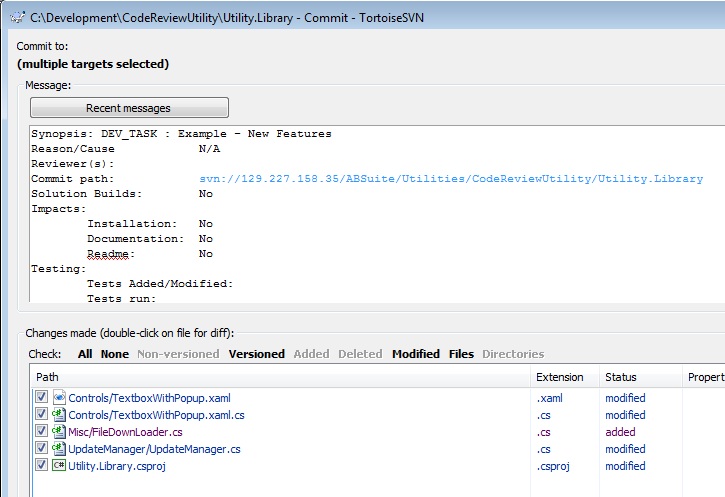 C:\Development\CodeReviewUtility\Utility.Library - Commit - TortoiseSVN
Commit to:
(multiple targets selected)
Message:
Recent messages
Synopsis: DEV_TASK : Example - New Features
Reason/Cause N/A
Reviewer(s):
Commit path: svn://129.227.158.35/ABSuite/Utilities/CodeReviewUtility/Utility.Library
Solution Builds: No
Impacts:
Installation: No
Documentation: No
Readme: No
Testing:
Tests Added/Modified:
Tests run:
Changes made (double-click on file for diff):
Check: All None Non-versioned Versioned Added Deleted Modified Files Directories
Path Extension Status Propert
Controls/TextboxWithPopup.xaml .xaml modified
Controls/TextboxWithPopup.xaml.cs .cs modified
Misc/FileDownLoader.cs .cs added
UpdateManager/UpdateManager.cs .cs modified
Utility.Library.csproj .csproj modified